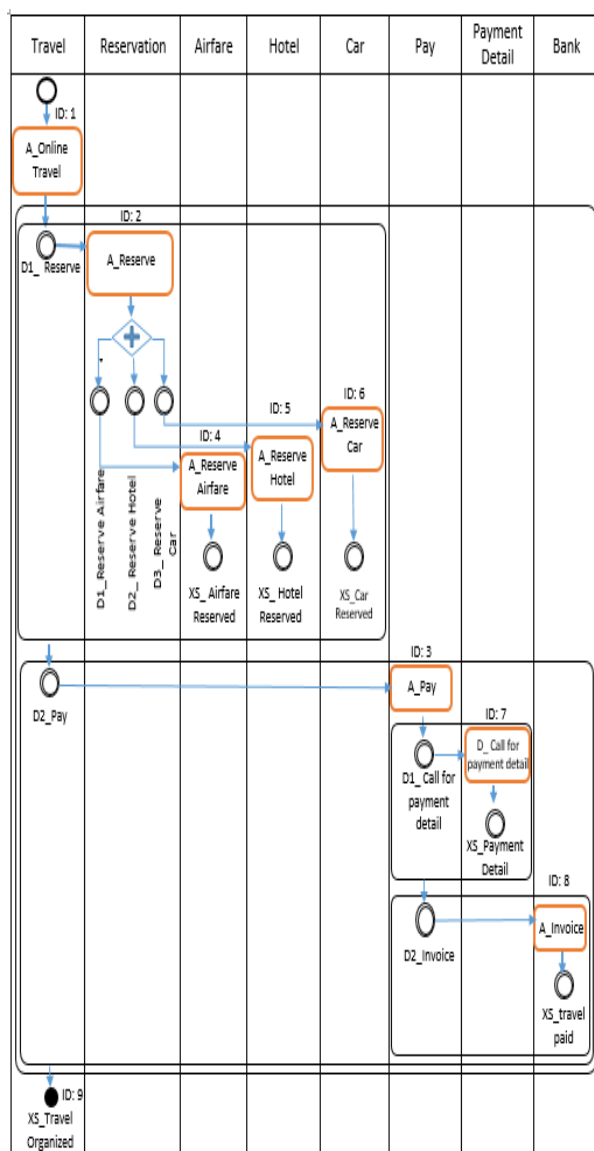 Travel
Reservation
Airfare
Hotel
Car
Pay
Payment
Detail
Bank
ID: 1
A_Online
Travel
ID: 2
D1_ Reserve
A_Reserve
ID: 6
ID: 5
A_Reserve
Car
ID: 4
A_Reserve
Airfare
A_Reserve
Hotel
D1_Reserve Airfare
D2_ Reserve Hotel
D3_ Reserve
Car
XS_ Airfare
Reserved
XS_ Hotel
Reserved
XS_Car
Reserved
ID: 3
D2_Pay
A_Pay
ID: 7
D_ Call for
payment detail
D1_ Call for
payment
detail
XS_Payment
Detail
ID: 8
A_Invoice
D2_Invoice
XS_travel
paid
ID: 9
XS_Travel
Organized